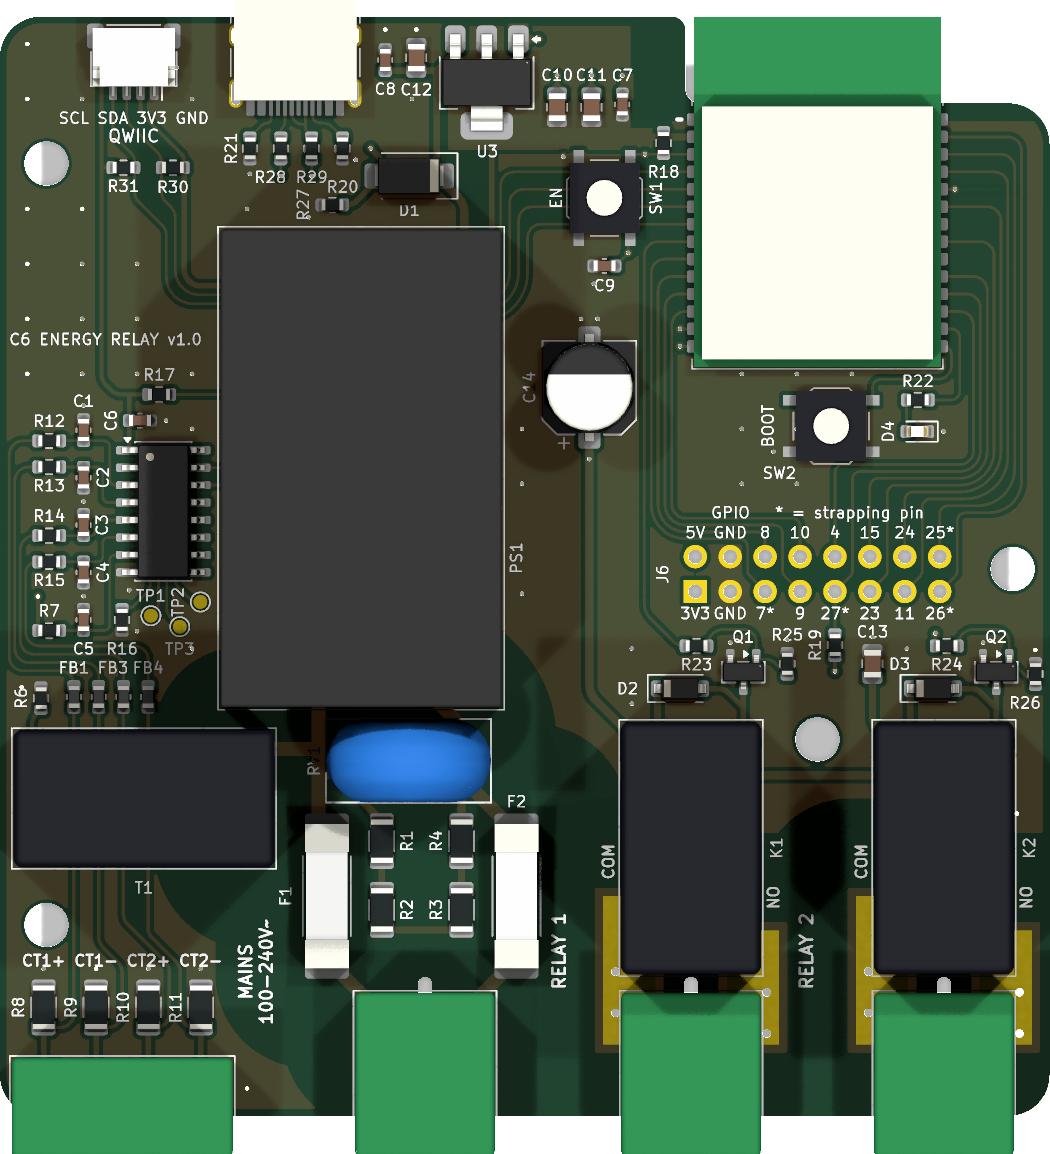 SCL SDA 3V3 GND
QWIIC
R31
R30
R21
R28
R29
R20
R27
C8
C12
U3
C10
C11
C7
D1
R18
EN
SW1
C9
C6 ENERGY RELAY v1.0
R17
C14
+
R22
D4
BOOT
SW2
C1
C6
R12
R13
C2
R14
C3
R15
C4
R7
C5
R16
TP1
TP2
TP3
PS1
GPIO * = strapping pin
5V GND 8 10 4 15 24 25*
J6
3V3 GND 7* 9 27* 23 11 26*
FB1 FB3 FB4
R6
Q1
R25
R19
C13
Q2
R23
D3
R24
D2
R26
RV1
T1
F1
F2
R1
R4
R2
R3
COM
K1
NO
COM
K2
NO
RELAY 1
RELAY 2
MAINS
100-240V~
CT1+ CT1- CT2+ CT2-
R8
R9
R10
R11